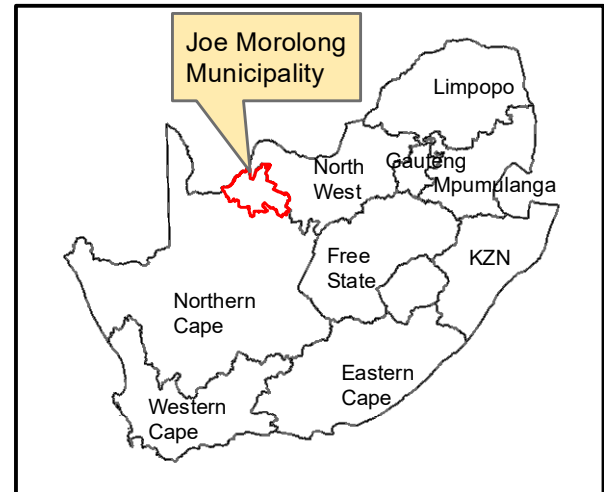 Joe Morolong
Municipality
Limpopo
Gauteng
Mpumulanga
North
West
Free
State
KZN
Northern
Cape
Eastern
Cape
Western
Cape